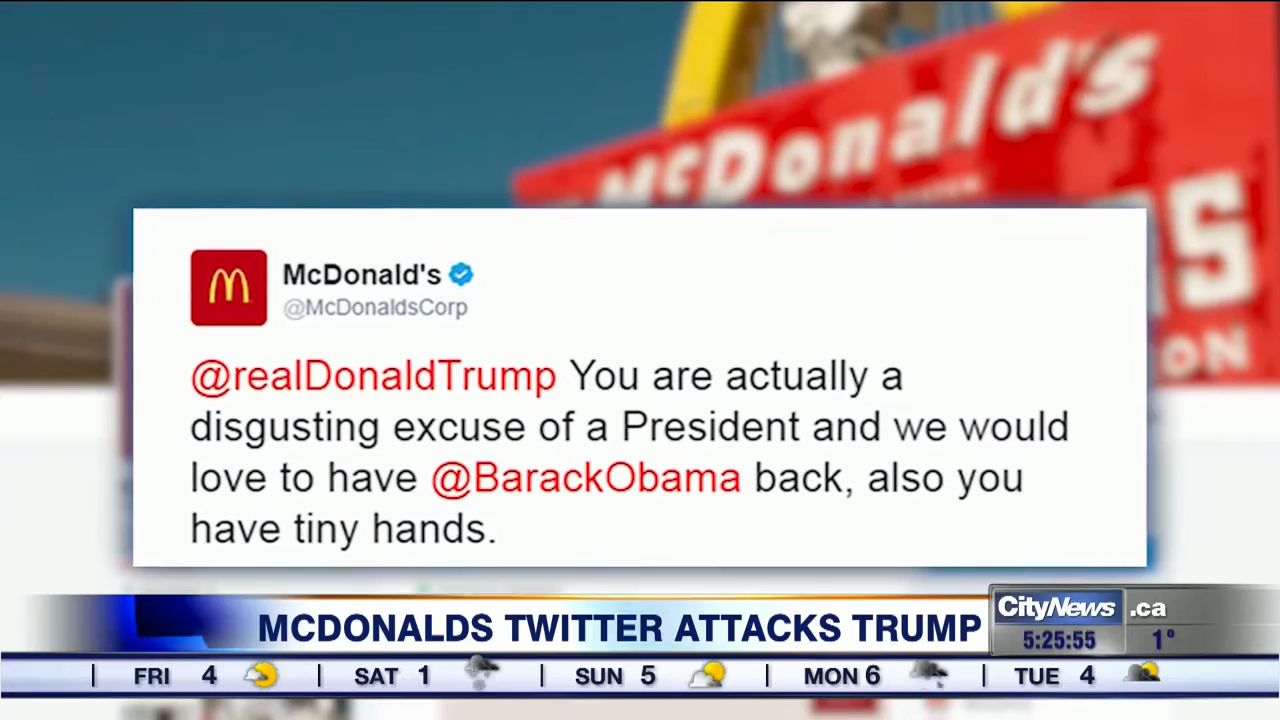 McDonald's
S
ON
McDonald's
@McDonaldsCorp
@realDonaldTrump You are actually a
disgusting excuse of a President and we would
love to have @BarackObama back, also you
have tiny hands.
MCDONALDS TWITTER ATTACKS TRUMP
CityNews .ca
5:25:55 1°
FRI 4 SAT 1 SUN 5 MON 6 TUE 4